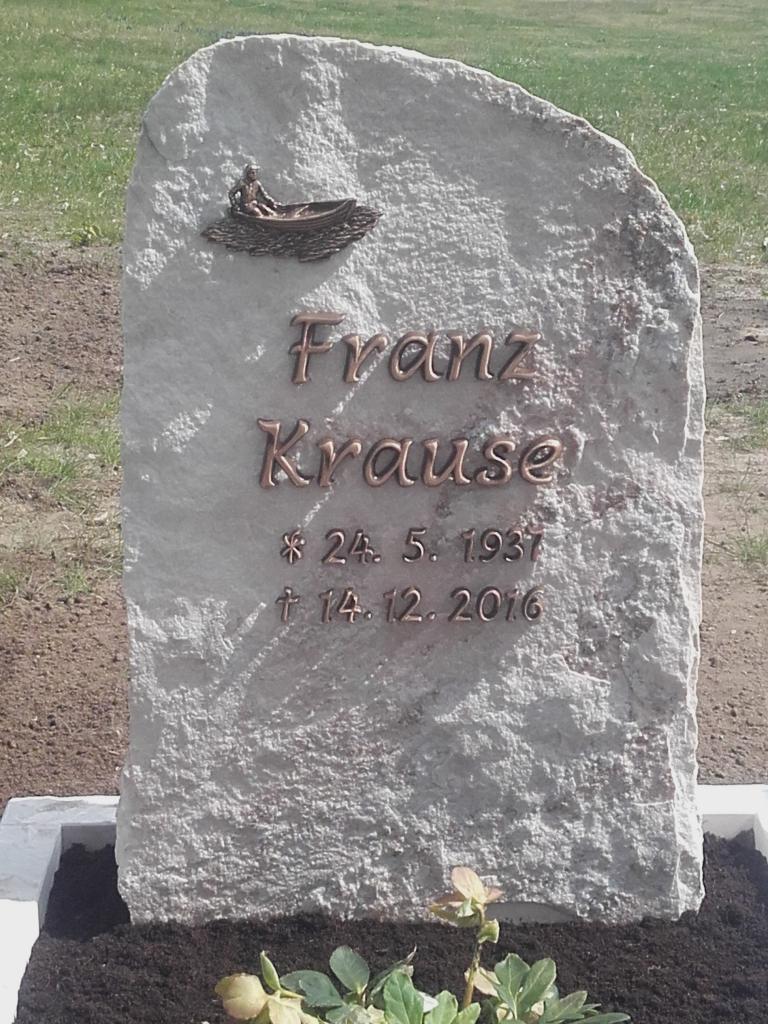 Franz
Krause
* 24. 5. 1937
† 14. 12. 2016